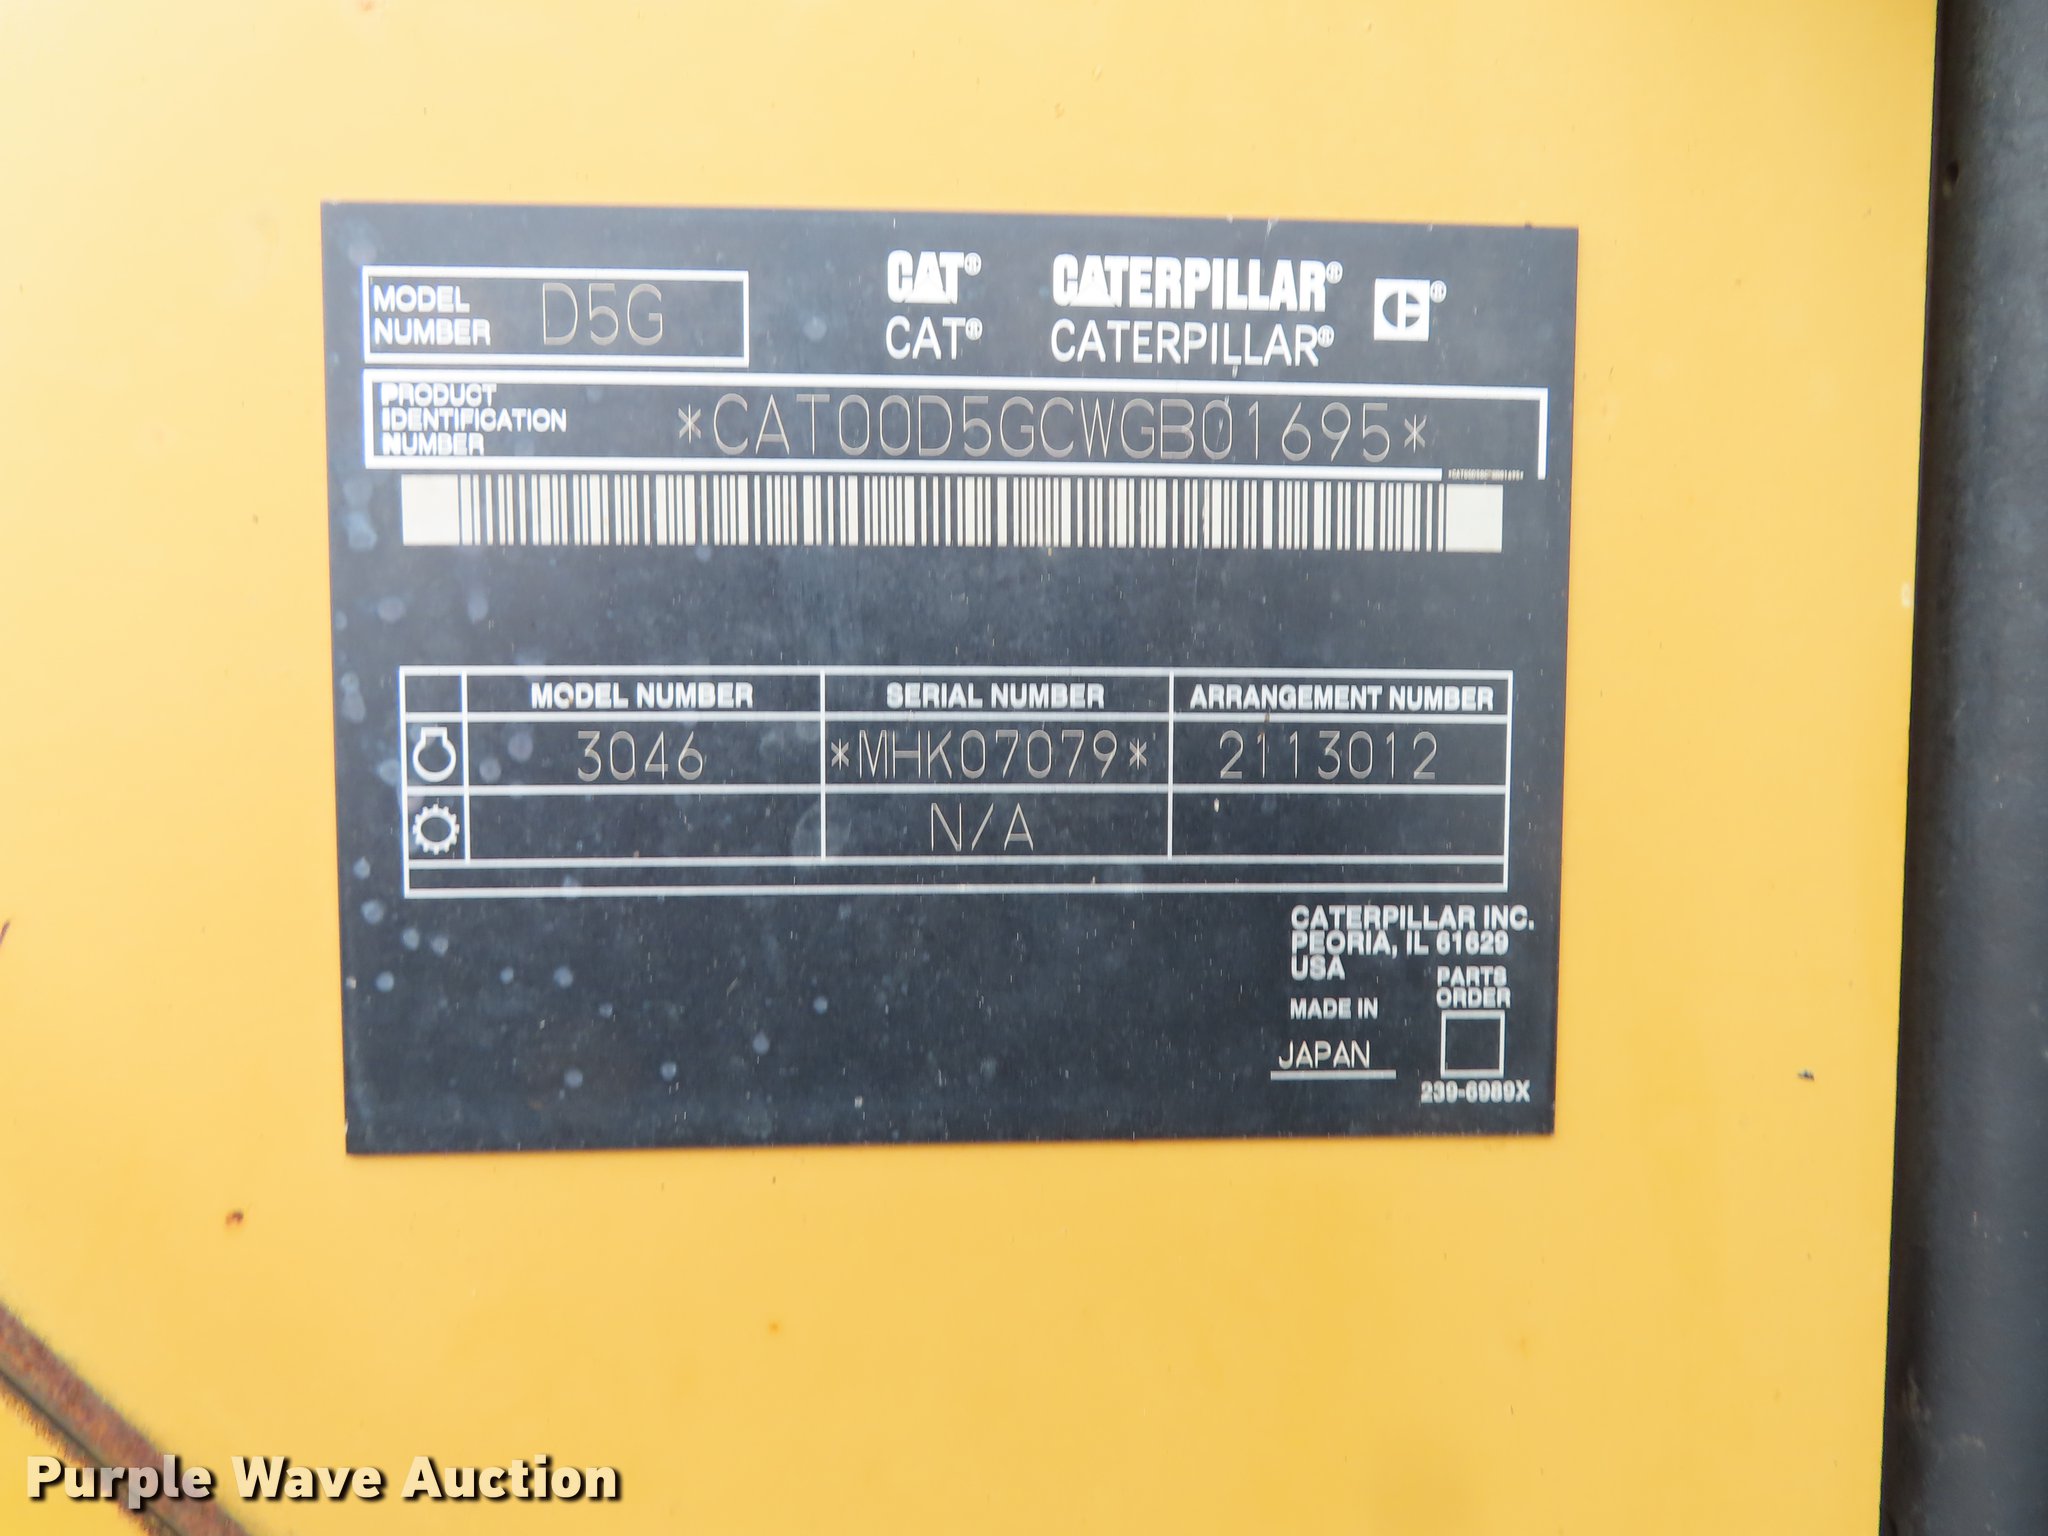 MODEL NUMBER D5G
CAT® CATERPILLAR® C®
CAT® CATERPILLAR®
PRODUCT IDENTIFICATION NUMBER *CAT00D5GCWGB01695*
MODEL NUMBER SERIAL NUMBER ARRANGEMENT NUMBER
3046 *MHK07079* 2113012
N/A
CATERPILLAR INC.
PEORIA, IL 61629
USA
PARTS
ORDER
MADE IN
JAPAN
239-6989X
Purple Wave Auction